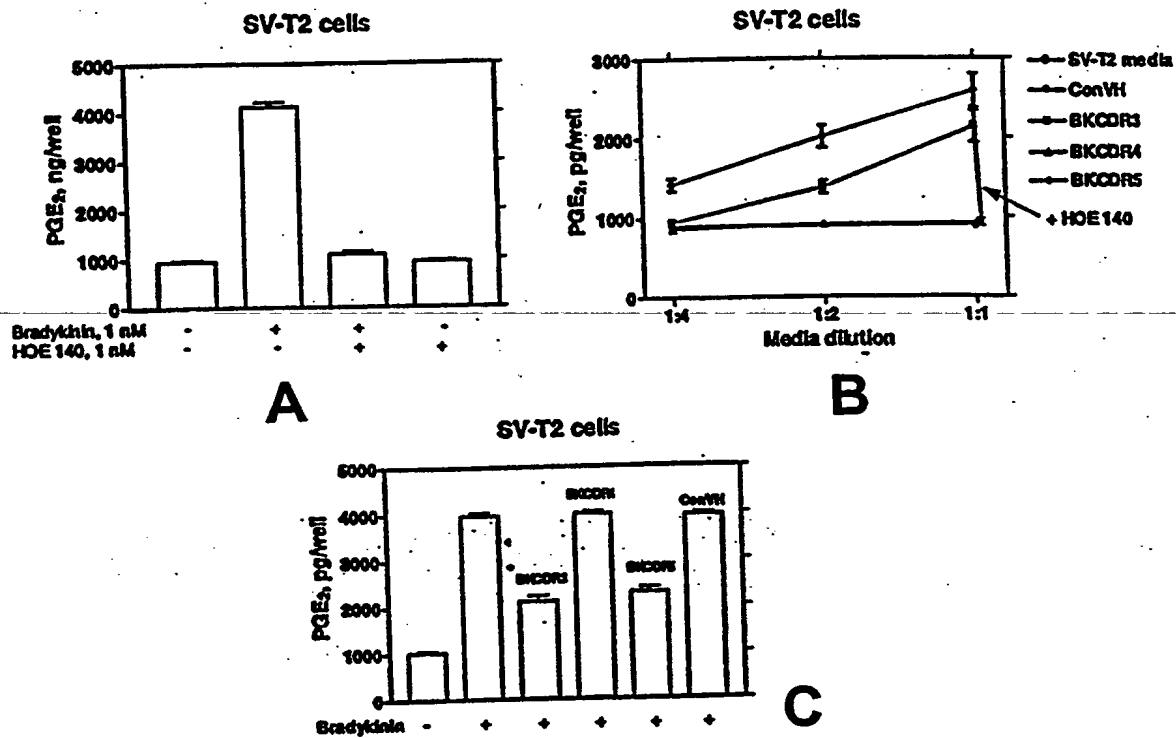 SV-T2 cells
PGE2, ng/well
5000
4000
3000
2000
1000
0
Bradykinin, 1 nM - + + -
HOE 140, 1 nM - - + +
A
SV-T2 cells
PGE2, pg/well
3000
2000
1000
0
1:4 1:2 1:1
Media dilution
SV-T2 media
ConVH
BKCDR3
BKCDR4
BKCDR5
+ HOE 140
B
SV-T2 cells
PGE2, pg/well
5000
4000
3000
2000
1000
0
BKCDR3
ConVH
Bradykinin - + + + + +
C